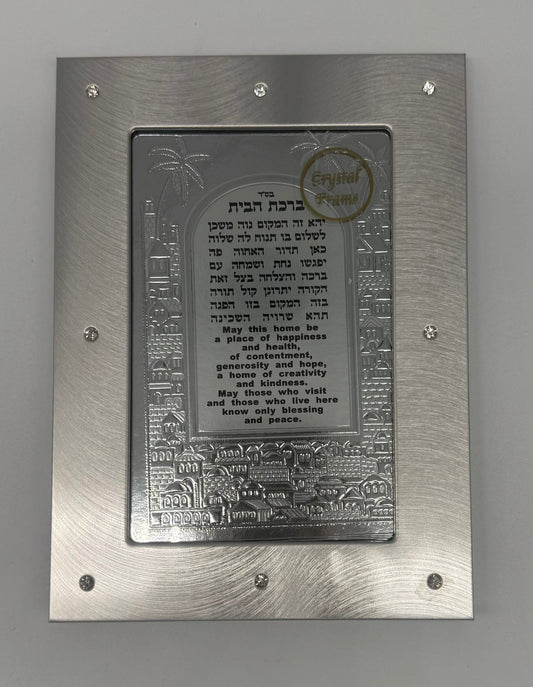 בס"ד
ברכת הבית
יהא זה המקום נוה משכן
לשלום בו תנוח לה שלוה
כאן תדור האחוה פה
יפגשו נחת ושמחה עם
ברכה והצלחה בצל זאת
הקורה יתרונן קול תורה
בזה המקום בזו הפנה
תהא שרויה השכינה
May this home be
a place of happiness
and health,
of contentment,
generosity and hope,
a home of creativity
and kindness.
May those who visit
and those who live here
know only blessing
and peace.
Crystal
Frame